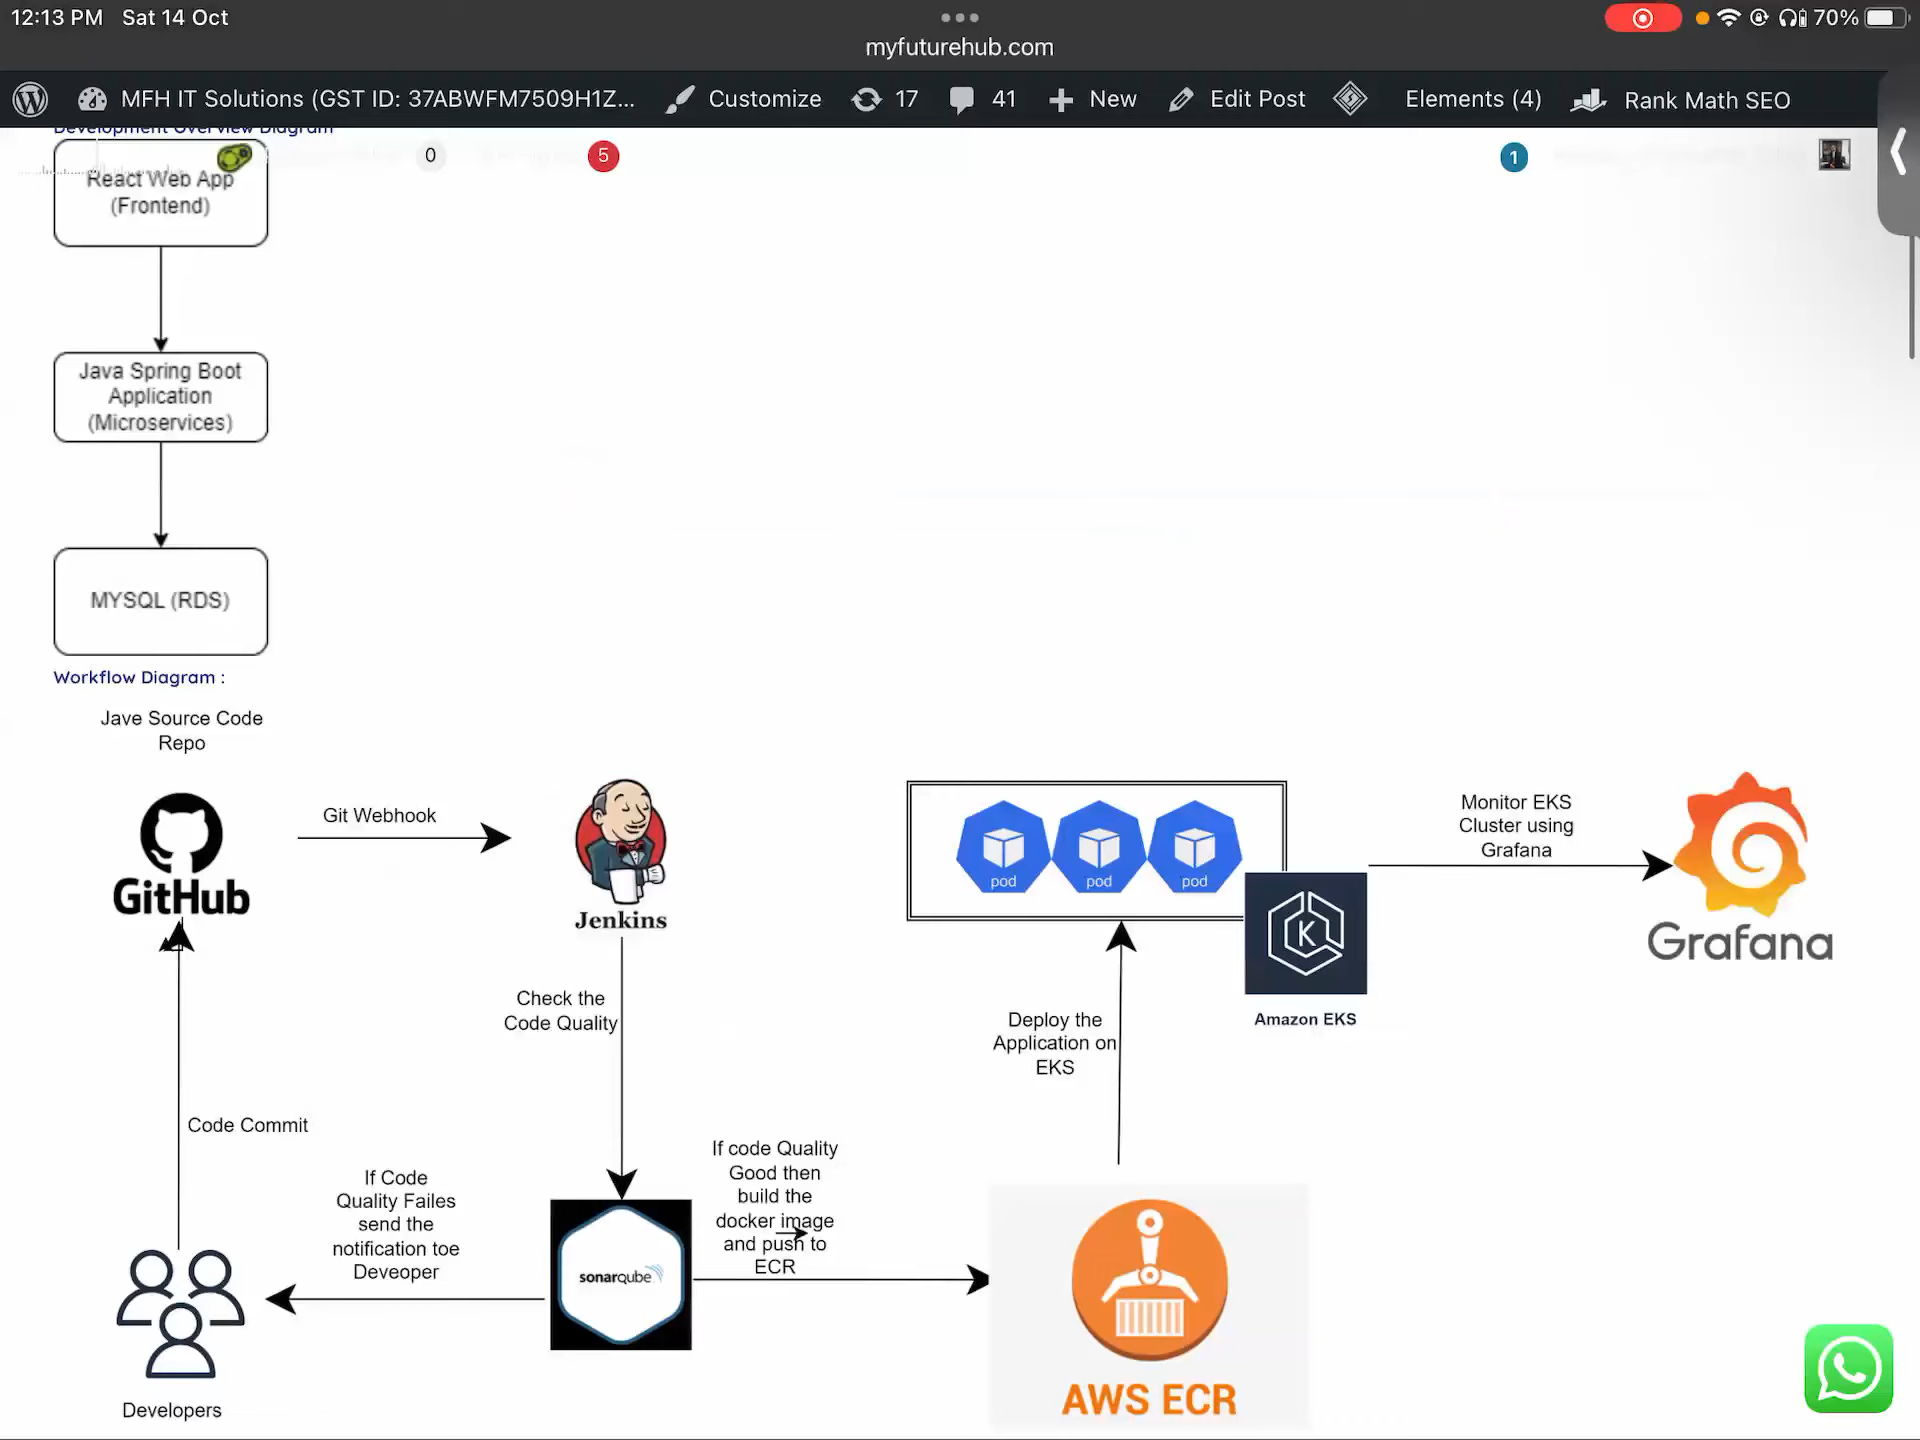 12:13 PM Sat 14 Oct
70%
myfuturehub.com
MFH IT Solutions (GST ID: 37ABWFM7509H1Z... Customize 17 41 New Edit Post Elements (4) Rank Math SEO
Development Overview Diagram
0
5
1
React Web App
(Frontend)
Java Spring Boot
Application
(Microservices)
MYSQL (RDS)
Workflow Diagram :
Jave Source Code
Repo
GitHub
Git Webhook
Jenkins
pod
pod
pod
Amazon EKS
Monitor EKS
Cluster using
Grafana
Grafana
Check the
Code Quality
Deploy the
Application on
EKS
Code Commit
If Code
Quality Failes
send the
notification toe
Deveoper
sonarqube
If code Quality
Good then
build the
docker image
and push to
ECR
AWS ECR
Developers